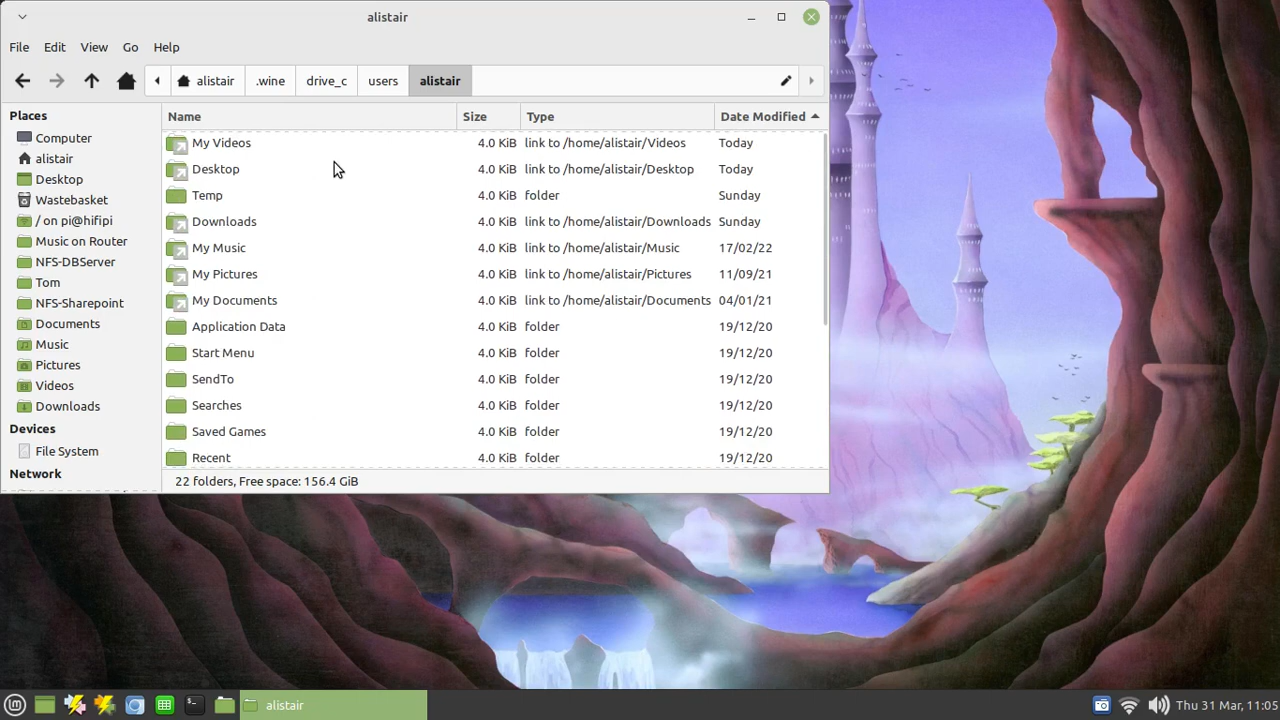 alistair
File Edit View Go Help
alistair .wine drive_c users alistair
Places
Computer
alistair
Desktop
Wastebasket
/ on pi@hifipi
Music on Router
NFS-DBServer
Tom
NFS-Sharepoint
Documents
Music
Pictures
Videos
Downloads
Devices
File System
Network
Name Size Type Date Modified
My Videos 4.0 KiB link to /home/alistair/Videos Today
Desktop 4.0 KiB link to /home/alistair/Desktop Today
Temp 4.0 KiB folder Sunday
Downloads 4.0 KiB link to /home/alistair/Downloads Sunday
My Music 4.0 KiB link to /home/alistair/Music 17/02/22
My Pictures 4.0 KiB link to /home/alistair/Pictures 11/09/21
My Documents 4.0 KiB link to /home/alistair/Documents 04/01/21
Application Data 4.0 KiB folder 19/12/20
Start Menu 4.0 KiB folder 19/12/20
SendTo 4.0 KiB folder 19/12/20
Searches 4.0 KiB folder 19/12/20
Saved Games 4.0 KiB folder 19/12/20
Recent 4.0 KiB folder 19/12/20
22 folders, Free space: 156.4 GiB
alistair
Thu 31 Mar, 11:05